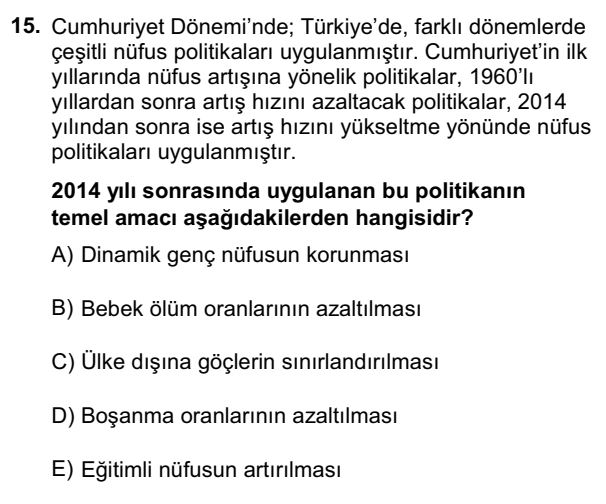 15. Cumhuriyet Dönemi’nde; Türkiye’de, farklı dönemlerde
çeşitli nüfus politikaları uygulanmıştır. Cumhuriyet’in ilk
yıllarında nüfus artışına yönelik politikalar, 1960’lı
yıllardan sonra artış hızını azaltacak politikalar, 2014
yılından sonra ise artış hızını yükseltme yönünde nüfus
politikaları uygulanmıştır.
2014 yılı sonrasında uygulanan bu politikanın
temel amacı aşağıdakilerden hangisidir?
A) Dinamik genç nüfusun korunması
B) Bebek ölüm oranlarının azaltılması
C) Ülke dışına göçlerin sınırlandırılması
D) Boşanma oranlarının azaltılması
E) Eğitimli nüfusun artırılması